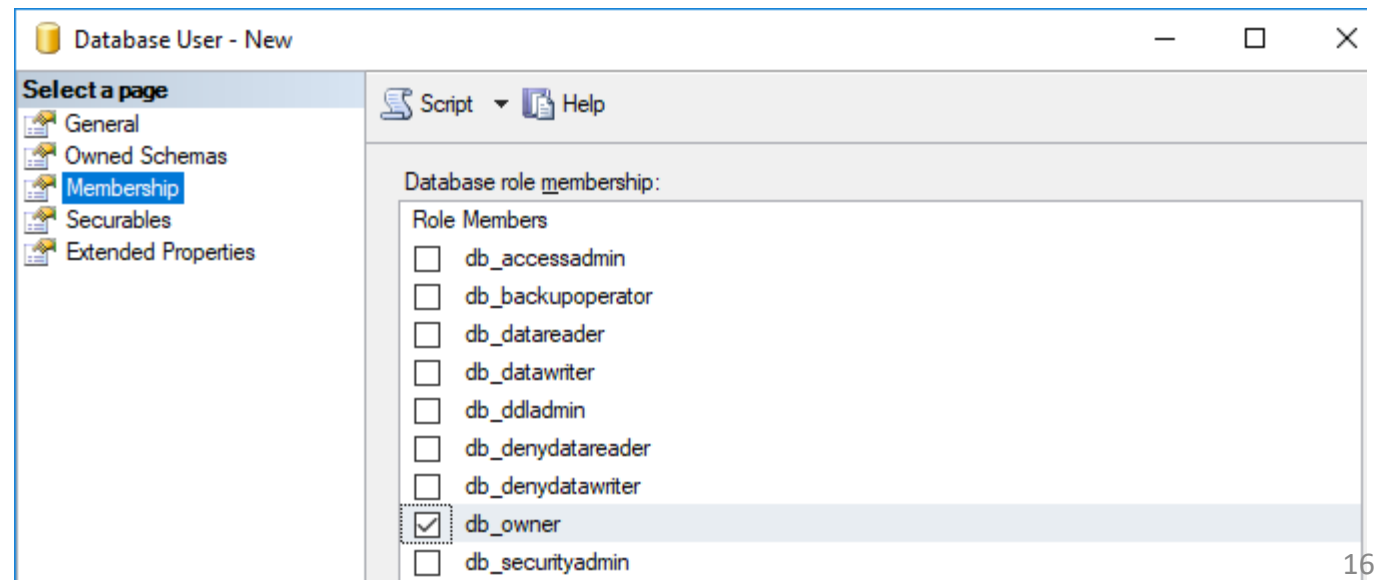 Database User - New
Select a page
General
Owned Schemas
Membership
Securables
Extended Properties
Script
Help
Database role membership:
Role Members
db_accessadmin
db_backupoperator
db_datareader
db_datawriter
db_ddladmin
db_denydatareader
db_denydatawriter
db_owner
db_securityadmin
16